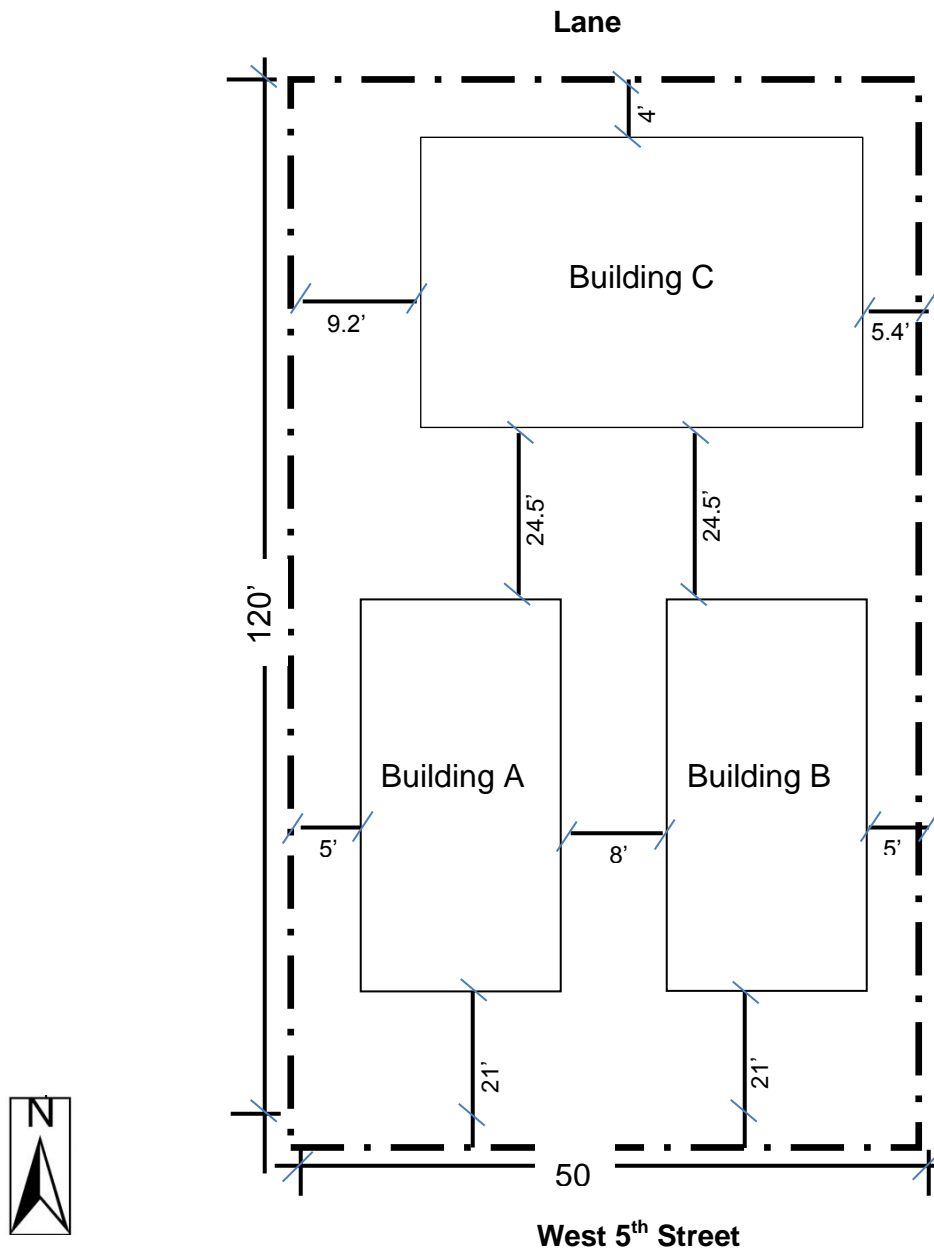 Lane
4’
Building C
9.2’
5.4’
24.5’
24.5’
120’
Building A
Building B
5’
8’
5’
21’
21’
N
50
West 5th Street